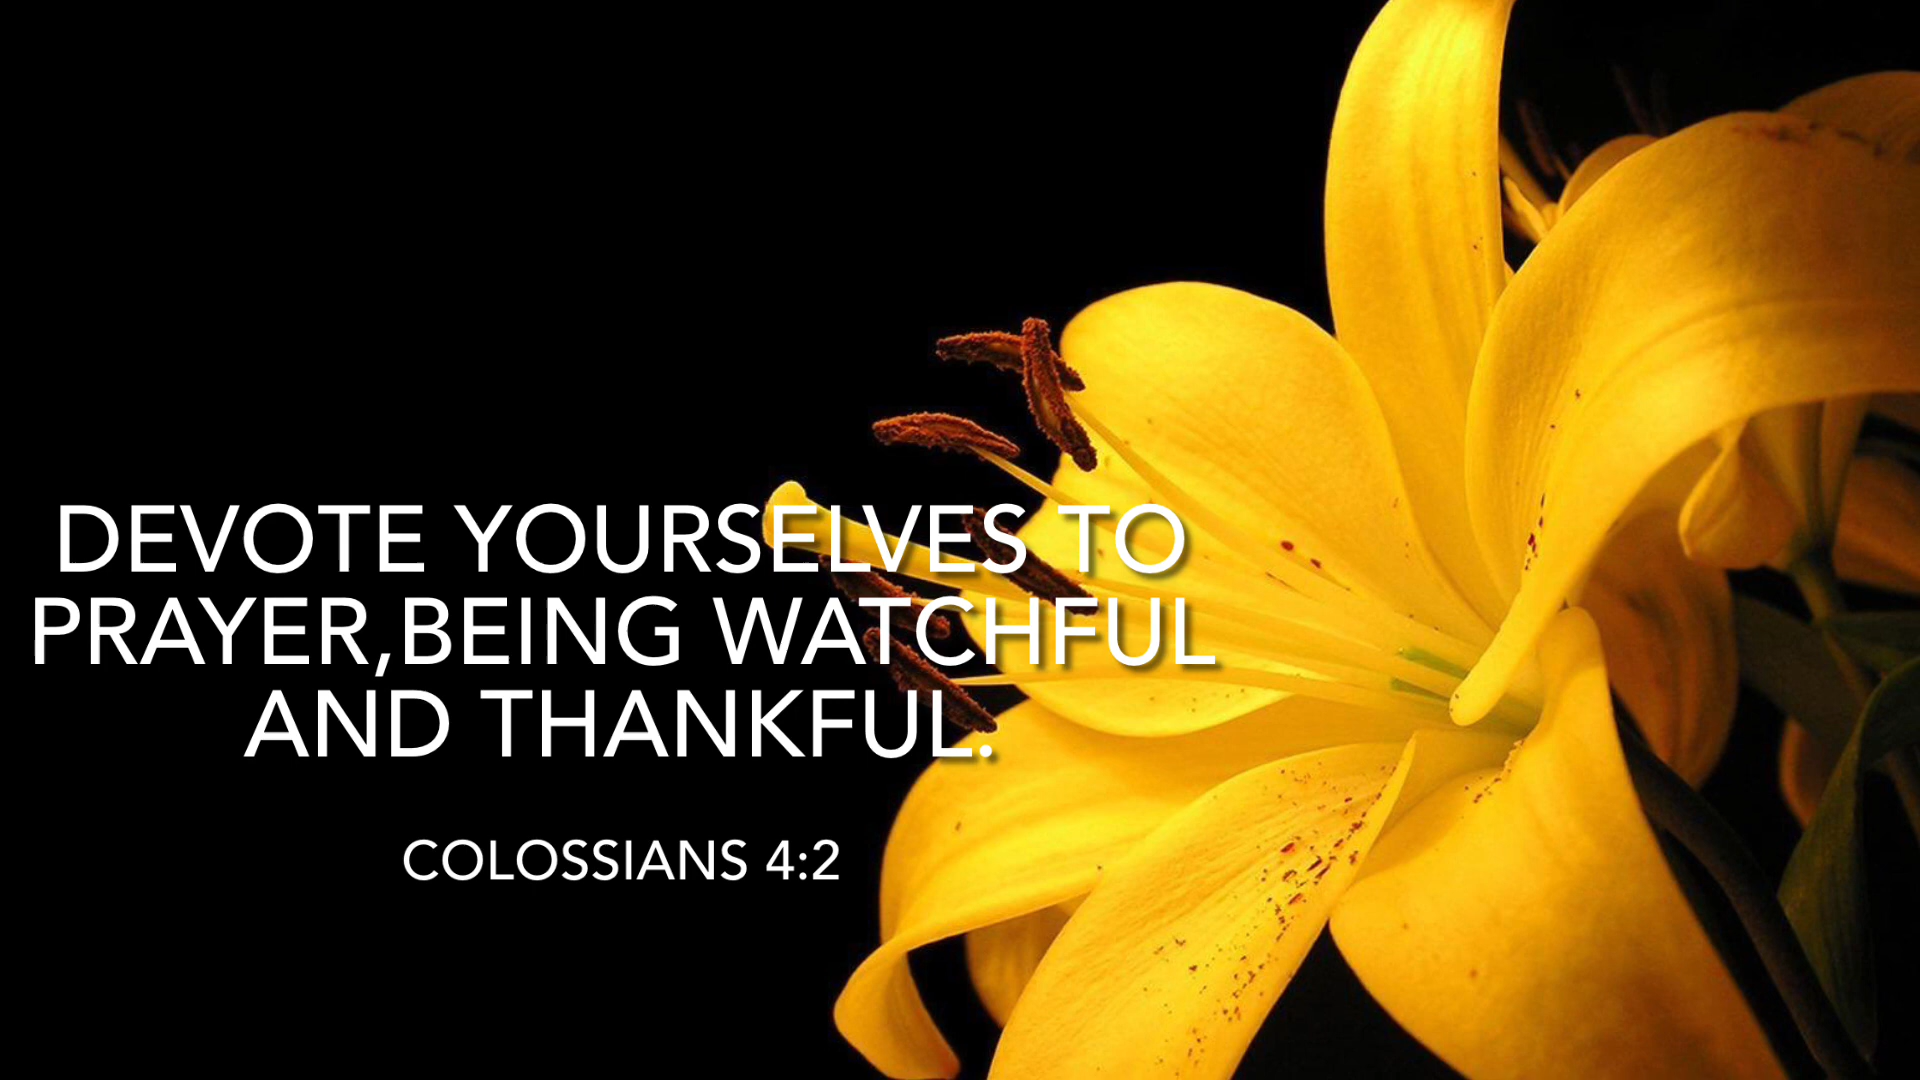 DEVOTE YOURSELVES TO
PRAYER,BEING WATCHFUL
AND THANKFUL.
COLOSSIANS 4:2